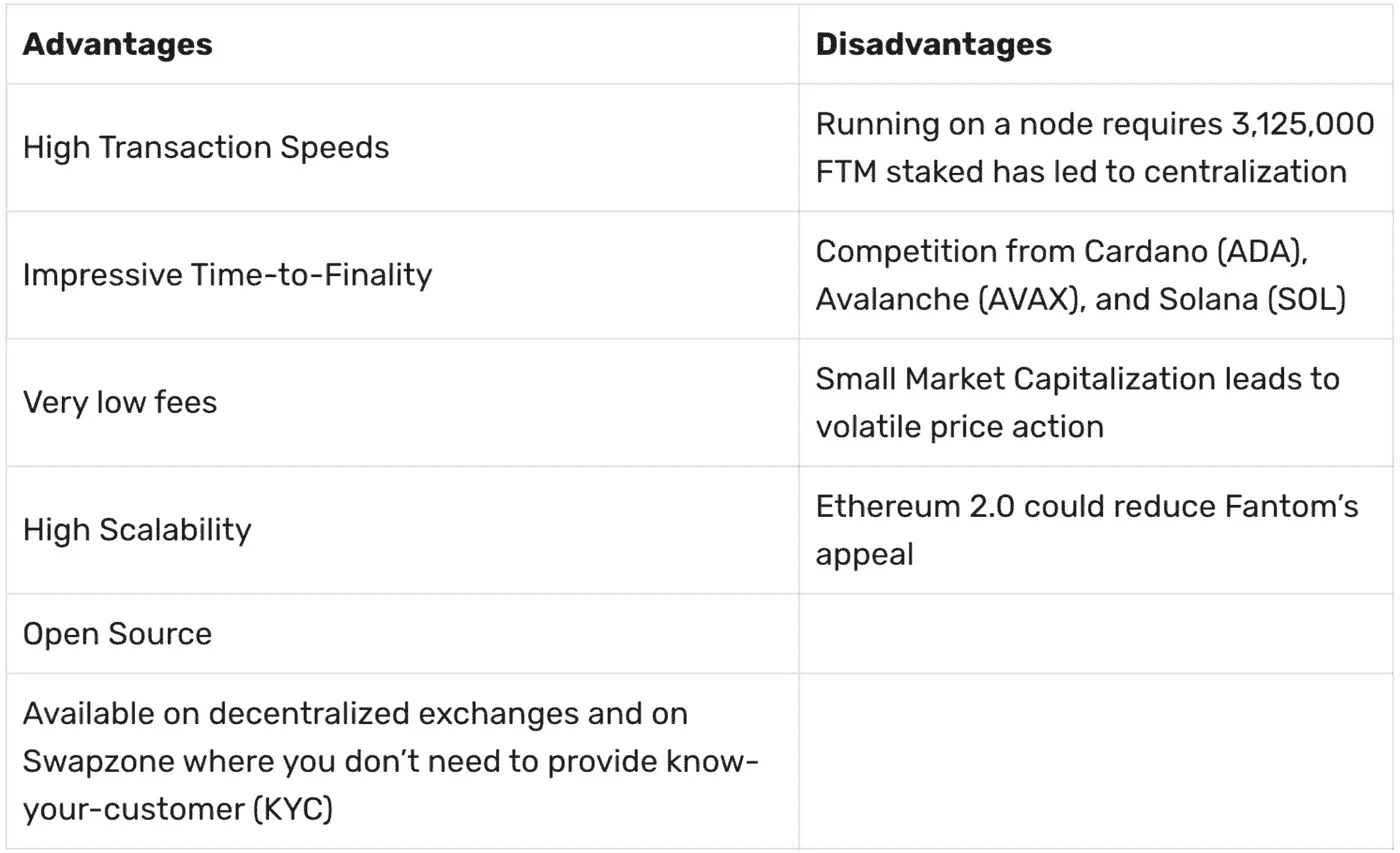 Advantages
Disadvantages
High Transaction Speeds
Running on a node requires 3,125,000
FTM staked has led to centralization
Impressive Time-to-Finality
Competition from Cardano (ADA),
Avalanche (AVAX), and Solana (SOL)
Very low fees
Small Market Capitalization leads to
volatile price action
High Scalability
Ethereum 2.0 could reduce Fantom’s
appeal
Open Source
Available on decentralized exchanges and on
Swapzone where you don’t need to provide know-
your-customer (KYC)